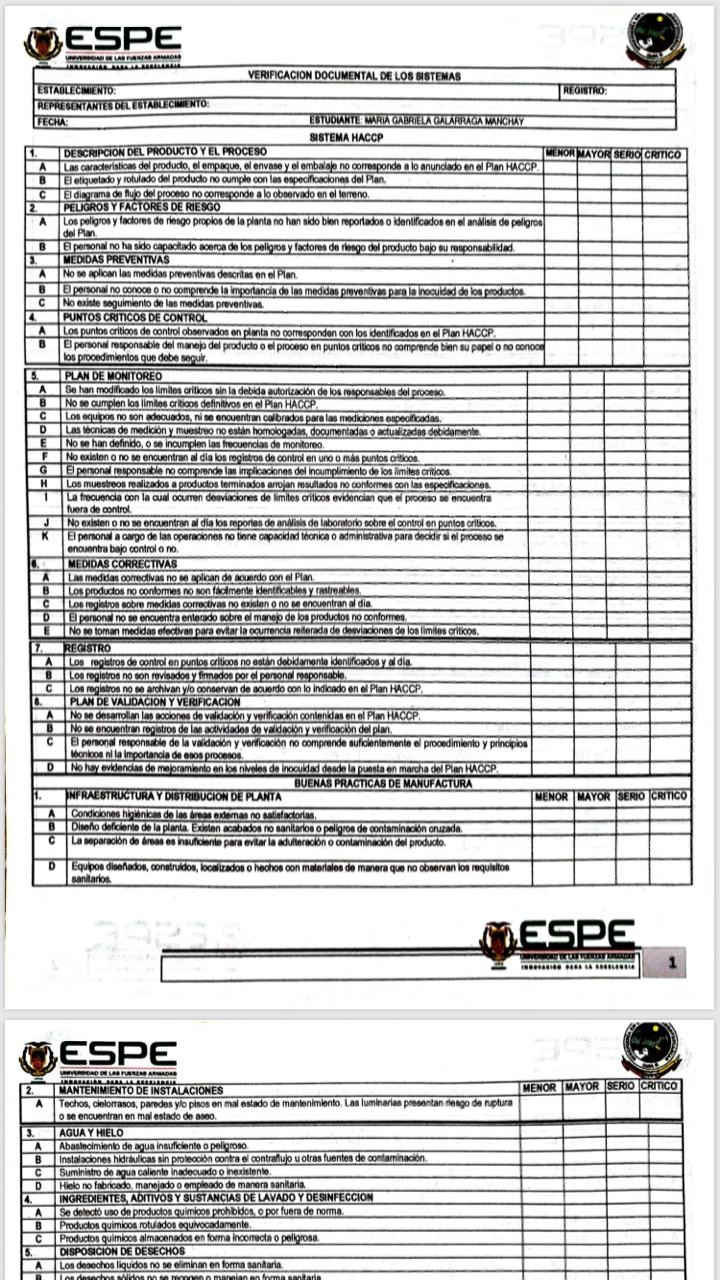 ESPE
UNIVERSIDAD DE LAS FUERZAS ARMADAS
INNOVACIÓN PARA LA EXCELENCIA
VERIFICACION DOCUMENTAL DE LOS SISTEMAS
ESTABLECIMIENTO: REGISTRO:
REPRESENTANTES DEL ESTABLECIMIENTO:
FECHA: ESTUDIANTE: MARIA GABRIELA GALARRAGA MANCHAY
SISTEMA HACCP
1. DESCRIPCION DEL PRODUCTO Y EL PROCESO MENOR MAYOR SERIO CRITICO
A Las características del producto, el empaque, el envase y el embalaje no corresponde a lo anunciado en el Plan HACCP.
B El etiquetado y rotulado del producto no cumple con las especificaciones del Plan.
C El diagrama de flujo del proceso no corresponde a lo observado en el terreno.
2. PELIGROS Y FACTORES DE RIESGO
A Los peligros y factores de riesgo propios de la planta no han sido bien reportados o identificados en el análisis de peligros
del Plan.
B El personal no ha sido capacitado acerca de los peligros y factores de riesgo del producto bajo su responsabilidad.
3. MEDIDAS PREVENTIVAS
A No se aplican las medidas preventivas descritas en el Plan.
B El personal no conoce o no comprende la importancia de las medidas preventivas para la inocuidad de los productos.
C No existe seguimiento de las medidas preventivas.
4. PUNTOS CRITICOS DE CONTROL
A Los puntos críticos de control observados en planta no corresponden con los identificados en el Plan HACCP.
B El personal responsable del manejo del producto o el proceso en puntos críticos no comprende bien su papel o no conoce
los procedimientos que debe seguir.
5. PLAN DE MONITOREO
A Se han modificado los límites críticos sin la debida autorización de los responsables del proceso.
B No se cumplen los límites críticos definitivos en el Plan HACCP.
C Los equipos no son adecuados, ni se encuentran calibrados para las mediciones especificadas.
D Las técnicas de medición y muestreo no están homologadas, documentadas o actualizadas debidamente.
E No se han definido, o se incumplen las frecuencias de monitoreo.
F No existen o no se encuentran al día los registros de control en uno o más puntos críticos.
G El personal responsable no comprende las implicaciones del incumplimiento de los límites críticos.
H Los muestreos realizados a productos terminados arrojan resultados no conformes con las especificaciones.
I La frecuencia con la cual ocurren desviaciones de límites críticos evidencian que el proceso se encuentra
fuera de control.
J No existen o no se encuentran al día los reportes de análisis de laboratorio sobre el control en puntos críticos.
K El personal a cargo de las operaciones no tiene capacidad técnica o administrativa para decidir si el proceso se
encuentra bajo control o no.
6. MEDIDAS CORRECTIVAS
A Las medidas correctivas no se aplican de acuerdo con el Plan.
B Los productos no conformes no son fácilmente identificables y rastreables.
C Los registros sobre medidas correctivas no existen o no se encuentran al día.
D El personal no se encuentra enterado sobre el manejo de los productos no conformes.
E No se toman medidas efectivas para evitar la ocurrencia reiterada de desviaciones de los límites críticos.
7. REGISTRO
A Los registros de control en puntos críticos no están debidamente identificados y al día.
B Los registros no son revisados y firmados por el personal responsable.
C Los registros no se archivan y/o conservan de acuerdo con lo indicado en el Plan HACCP.
8. PLAN DE VALIDACION Y VERIFICACION
A No se desarrollan las acciones de validación y verificación contenidas en el Plan HACCP.
B No se encuentran registros de las actividades de validación y verificación del plan.
C El personal responsable de la validación y verificación no comprende suficientemente el procedimiento y principios
técnicos ni la importancia de esos procesos.
D No hay evidencias de mejoramiento en los niveles de inocuidad desde la puesta en marcha del Plan HACCP.
BUENAS PRACTICAS DE MANUFACTURA
1. INFRAESTRUCTURA Y DISTRIBUCION DE PLANTA MENOR MAYOR SERIO CRITICO
A Condiciones higiénicas de las áreas externas no satisfactorias.
B Diseño deficiente de la planta. Existen acabados no sanitarios o peligros de contaminación cruzada.
C La separación de áreas es insuficiente para evitar la adulteración o contaminación del producto.
D Equipos diseñados, construidos, localizados o hechos con materiales de manera que no observan los requisitos
sanitarios.
ESPE
UNIVERSIDAD DE LAS FUERZAS ARMADAS
INNOVACIÓN PARA LA EXCELENCIA
1
ESPE
UNIVERSIDAD DE LAS FUERZAS ARMADAS
INNOVACIÓN PARA LA EXCELENCIA
2. MANTENIMIENTO DE INSTALACIONES MENOR MAYOR SERIO CRITICO
A Techos, cielorrasos, paredes y/o pisos en mal estado de mantenimiento. Las luminarias presentan riesgo de ruptura
o se encuentran en mal estado de aseo.
3. AGUA Y HIELO
A Abastecimiento de agua insuficiente o peligroso.
B Instalaciones hidráulicas sin protección contra el contraflujo u otras fuentes de contaminación.
C Suministro de agua caliente inadecuado o inexistente.
D Hielo no fabricado, manejado o empleado de manera sanitaria.
4. INGREDIENTES, ADITIVOS Y SUSTANCIAS DE LAVADO Y DESINFECCION
A Se detectó uso de productos químicos prohibidos, o por fuera de norma.
B Productos químicos rotulados equivocadamente.
C Productos químicos almacenados en forma incorrecta o peligrosa.
5. DISPOSICION DE DESECHOS
A Los desechos líquidos no se eliminan en forma sanitaria.
B Los desechos sólidos no se recogen o manejan en forma sanitaria.